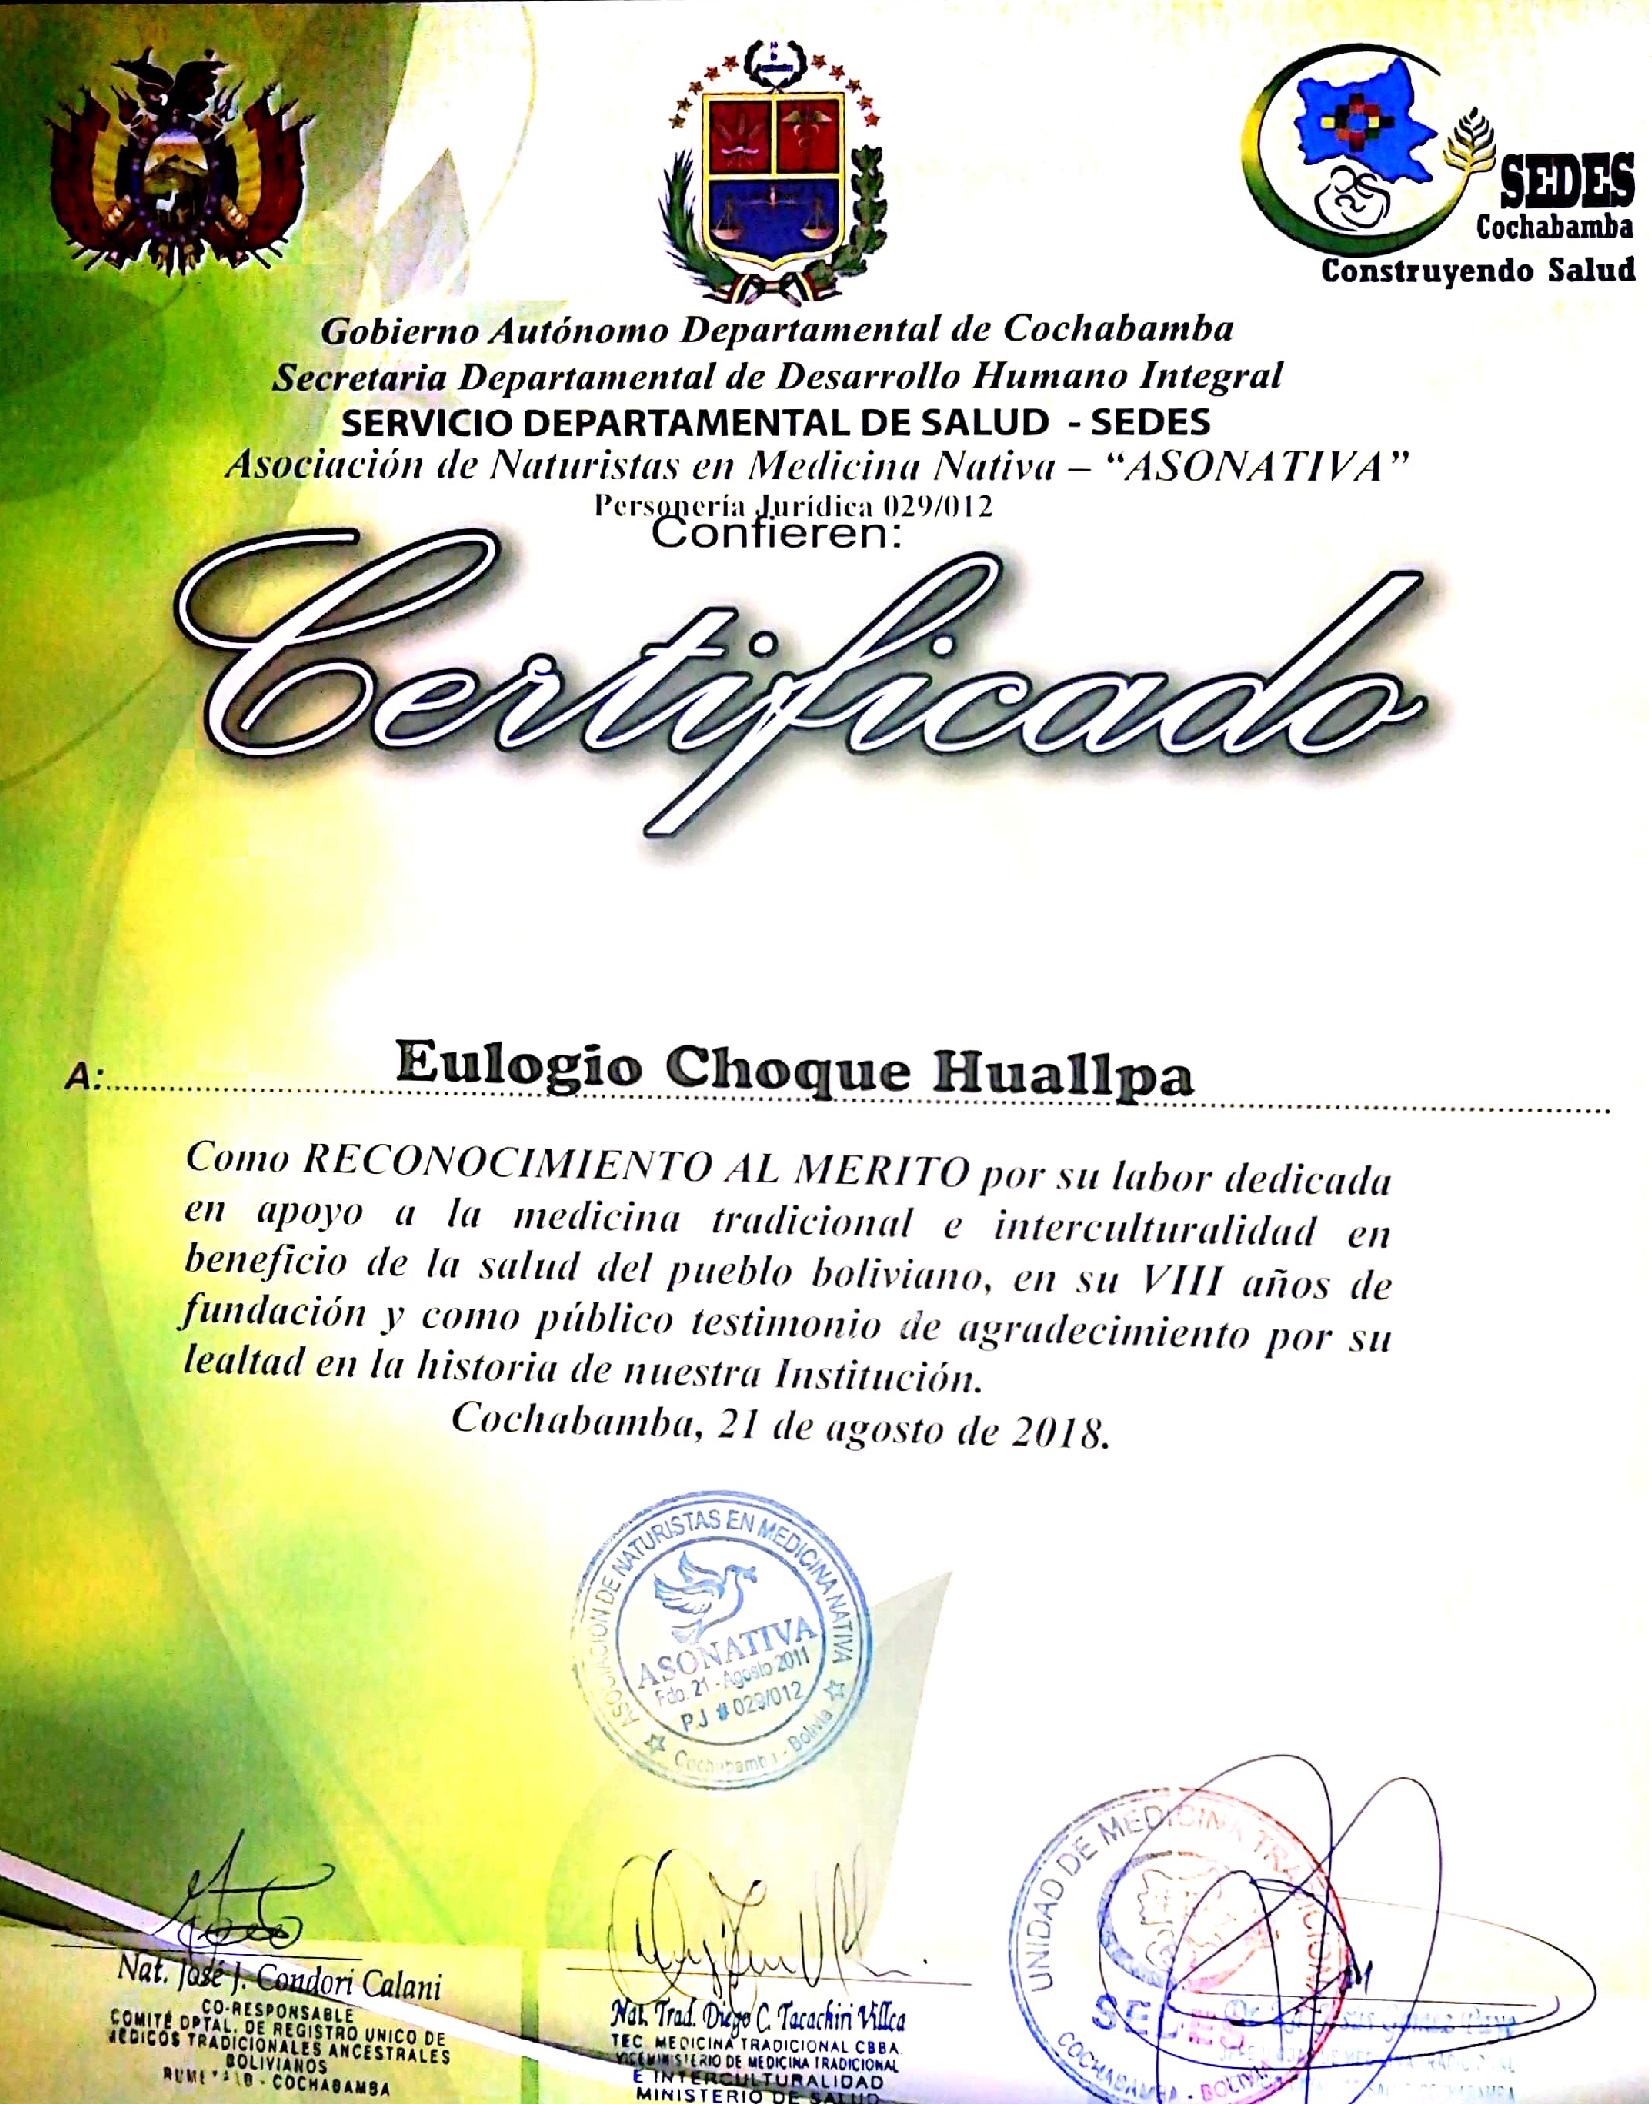 SEDES
Cochabamba
Construyendo Salud
Gobierno Autónomo Departamental de Cochabamba
Secretaria Departamental de Desarrollo Humano Integral
SERVICIO DEPARTAMENTAL DE SALUD - SEDES
Asociación de Naturistas en Medicina Nativa – “ASONATIVA”
Personería Jurídica 029/012
Confieren:
Certificado
A: Eulogio Choque Huallpa
Como RECONOCIMIENTO AL MERITO por su labor dedicada
en apoyo a la medicina tradicional e interculturalidad en
beneficio de la salud del pueblo boliviano, en su VIII años de
fundación y como público testimonio de agradecimiento por su
lealtad en la historia de nuestra Institución.
Cochabamba, 21 de agosto de 2018.
ASOCIACIÓN DE NATURISTAS EN MEDICINA NATIVA
ASONATIVA
Fdo. 21 - Agosto 2011
P.J # 029/012
Cochabamba - Bolivia
Nat. José J. Condori Calani
CO-RESPONSABLE
COMITÉ DPTAL. DE REGISTRO UNICO DE
MÉDICOS TRADICIONALES ANCESTRALES
BOLIVIANOS
- COCHABAMBA
Nat. Trad. Diego C. Tacachiri Villca
TEC. MEDICINA TRADICIONAL CBBA.
VICEMINISTERIO DE MEDICINA TRADICIONAL
E INTERCULTURALIDAD
MINISTERIO DE SALUD
UNIDAD DE MEDICINA TRADICIONAL
SEDES
COCHABAMBA - BOLIVIA